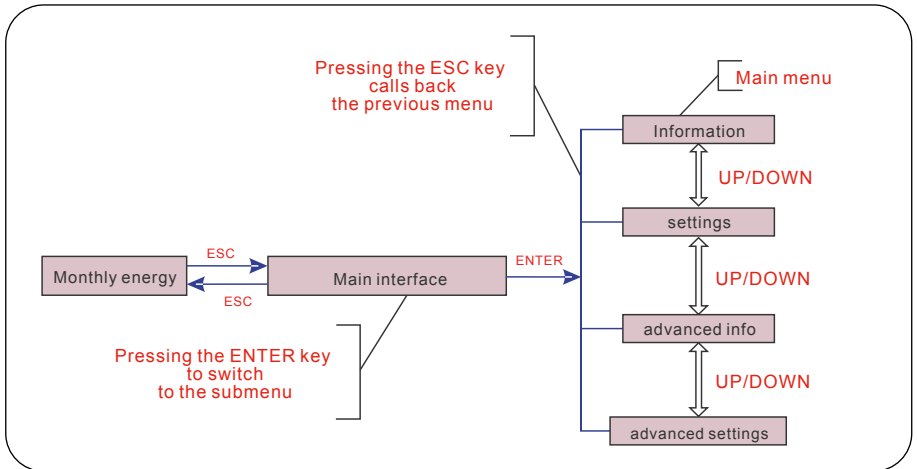 Pressing the ESC key
calls back
the previous menu
Main menu
Information
UP/DOWN
settings
ESC
ENTER
Monthly energy
Main interface
ESC
UP/DOWN
advanced info
Pressing the ENTER key
to switch
to the submenu
UP/DOWN
advanced settings